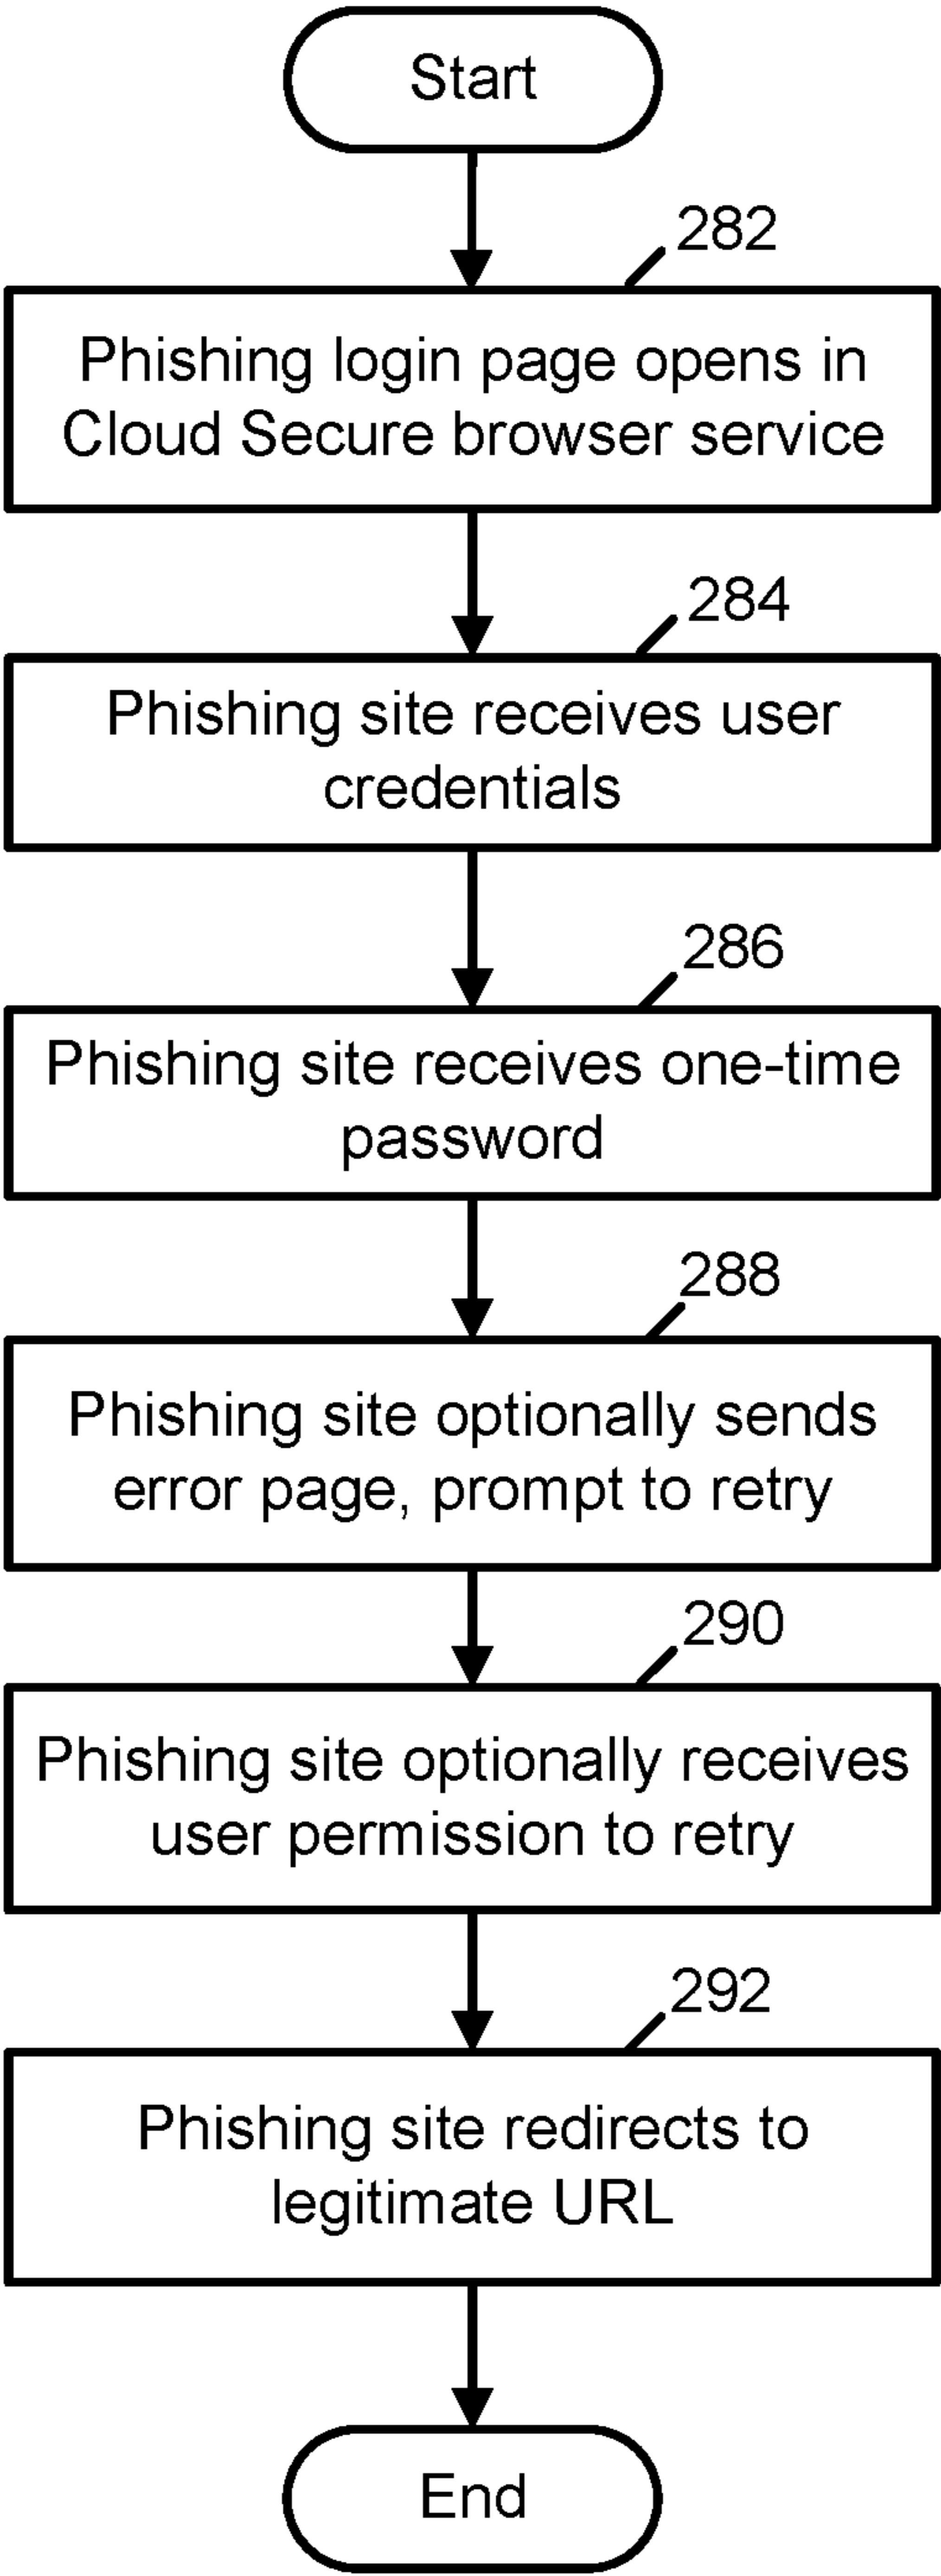 Start
282
Phishing login page opens in
Cloud Secure browser service
284
Phishing site receives user
credentials
286
Phishing site receives one-time
password
288
Phishing site optionally sends
error page, prompt to retry
290
Phishing site optionally receives
user permission to retry
292
Phishing site redirects to
legitimate URL
End